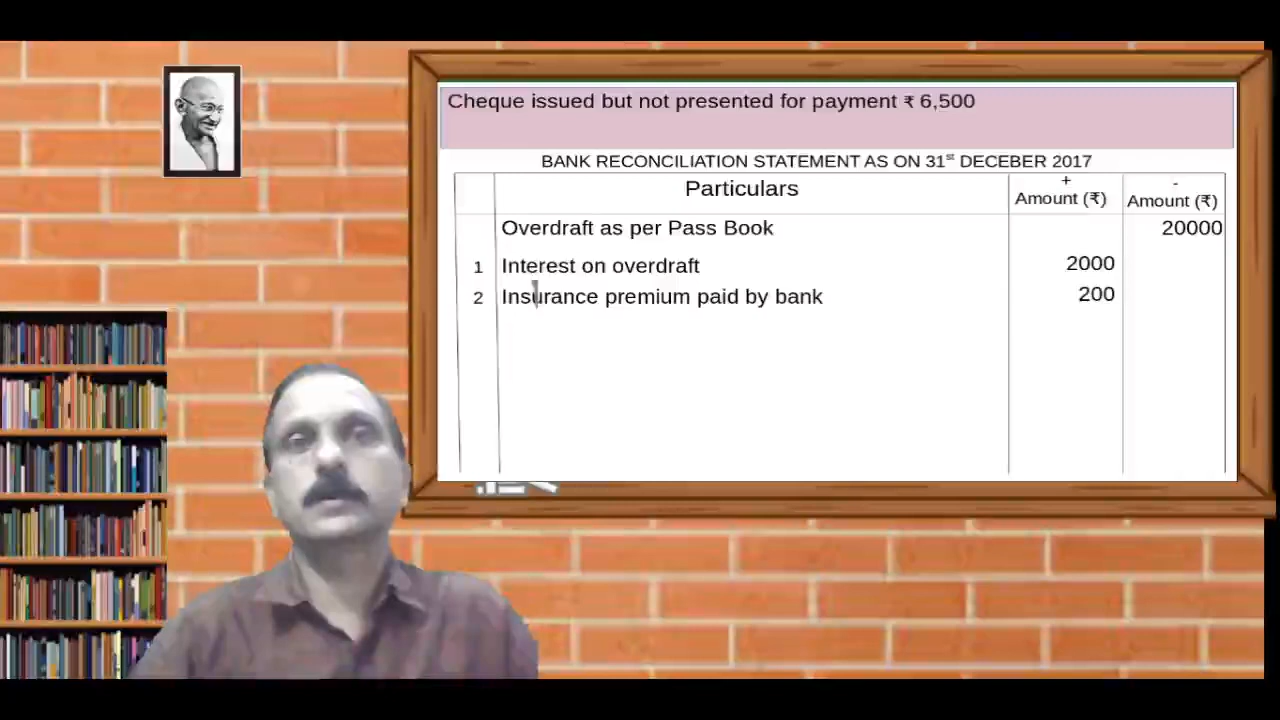 Cheque issued but not presented for payment ₹ 6,500
BANK RECONCILIATION STATEMENT AS ON 31st DECEBER 2017
Particulars + Amount (₹) - Amount (₹)
Overdraft as per Pass Book 20000
1 Interest on overdraft 2000
2 Insurance premium paid by bank 200